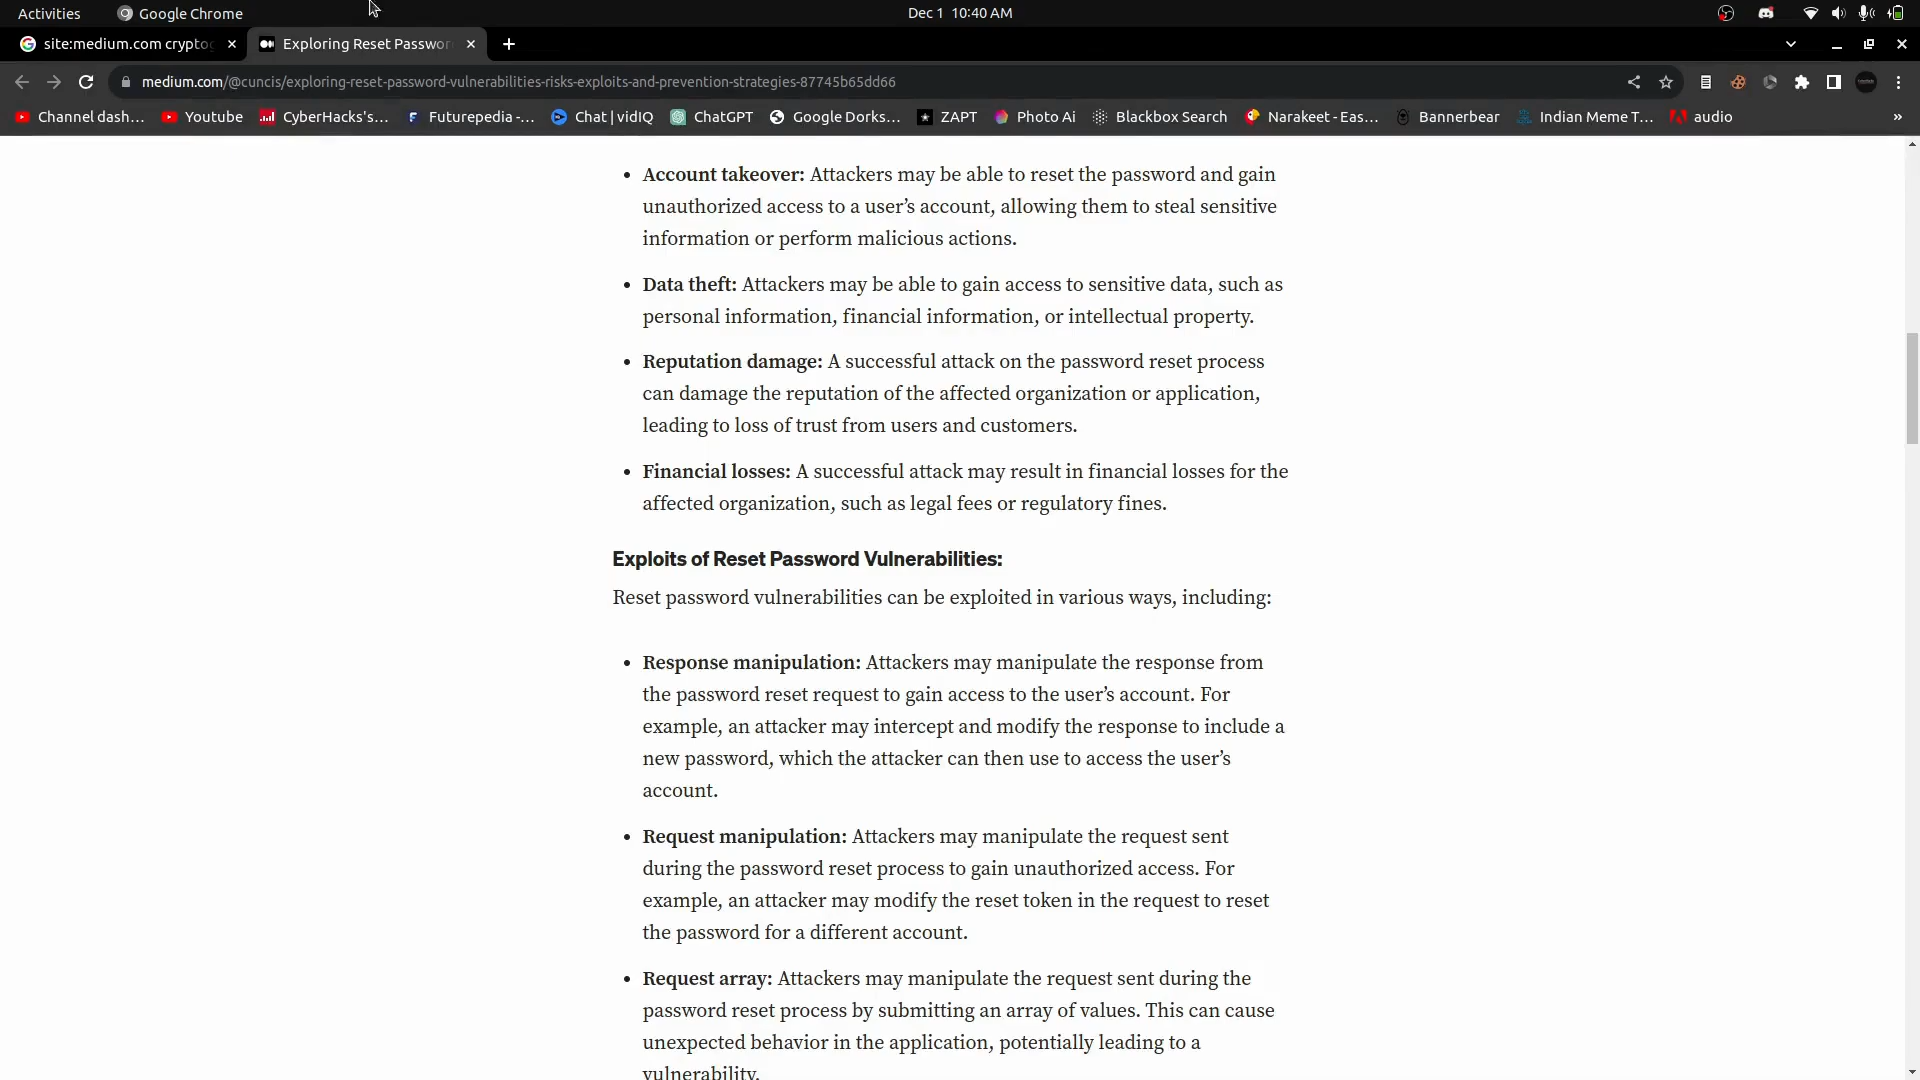 Activities Google Chrome Dec 1 10:40 AM
site:medium.com cryptog Exploring Reset Passwor
medium.com/@cuncis/exploring-reset-password-vulnerabilities-risks-exploits-and-prevention-strategies-87745b65dd66
Channel dash... Youtube CyberHacks's... Futurepedia -... Chat | vidIQ ChatGPT Google Dorks... ZAPT Photo Ai Blackbox Search Narakeet - Eas... Bannerbear Indian Meme T... audio »
• Account takeover: Attackers may be able to reset the password and gain
unauthorized access to a user’s account, allowing them to steal sensitive
information or perform malicious actions.
• Data theft: Attackers may be able to gain access to sensitive data, such as
personal information, financial information, or intellectual property.
• Reputation damage: A successful attack on the password reset process
can damage the reputation of the affected organization or application,
leading to loss of trust from users and customers.
• Financial losses: A successful attack may result in financial losses for the
affected organization, such as legal fees or regulatory fines.
Exploits of Reset Password Vulnerabilities:
Reset password vulnerabilities can be exploited in various ways, including:
• Response manipulation: Attackers may manipulate the response from
the password reset request to gain access to the user’s account. For
example, an attacker may intercept and modify the response to include a
new password, which the attacker can then use to access the user’s
account.
• Request manipulation: Attackers may manipulate the request sent
during the password reset process to gain unauthorized access. For
example, an attacker may modify the reset token in the request to reset
the password for a different account.
• Request array: Attackers may manipulate the request sent during the
password reset process by submitting an array of values. This can cause
unexpected behavior in the application, potentially leading to a
vulnerability.